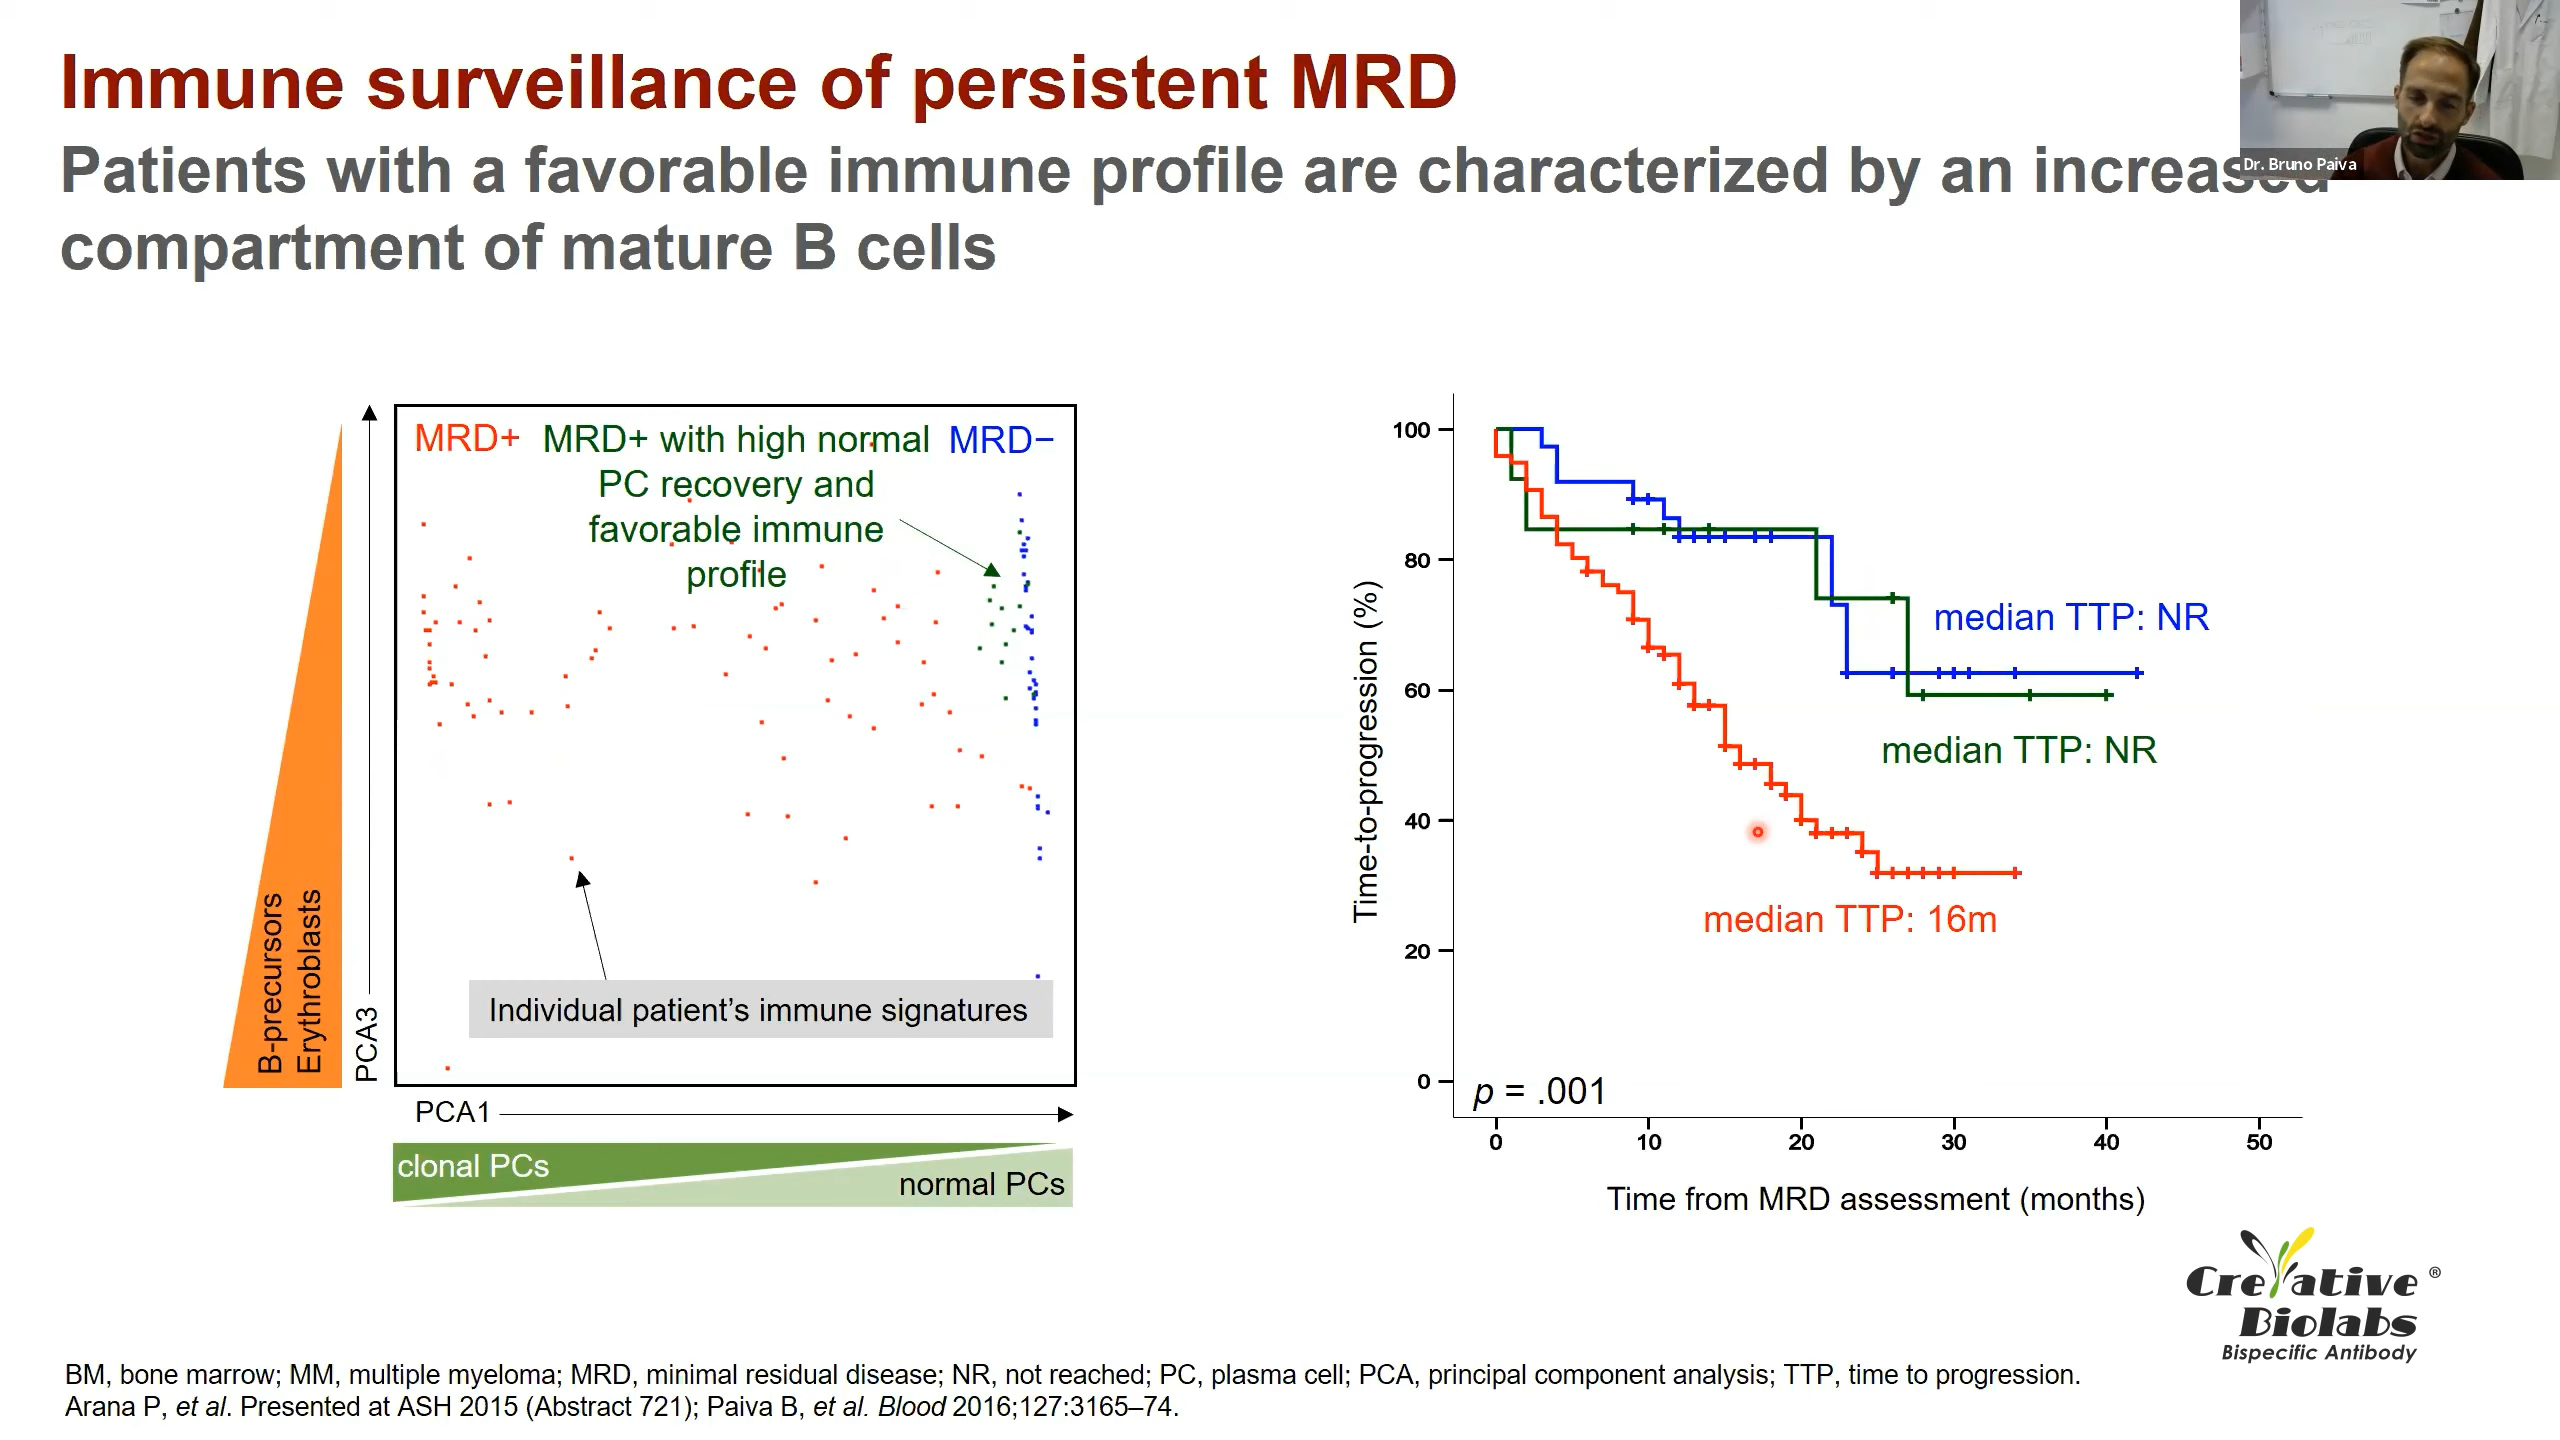 Immune surveillance of persistent MRD
Patients with a favorable immune profile are characterized by an increased
compartment of mature B cells
Dr. Bruno Paiva
MRD+
MRD+ with high normal
PC recovery and
favorable immune
profile
MRD−
Individual patient’s immune signatures
B-precursors
Erythroblasts
PCA3
PCA1
clonal PCs
normal PCs
Time-to-progression (%)
100
80
60
40
20
0
median TTP: NR
median TTP: NR
median TTP: 16m
p = .001
0 10 20 30 40 50
Time from MRD assessment (months)
Creative ®
Biolabs
Bispecific Antibody
BM, bone marrow; MM, multiple myeloma; MRD, minimal residual disease; NR, not reached; PC, plasma cell; PCA, principal component analysis; TTP, time to progression.
Arana P, et al. Presented at ASH 2015 (Abstract 721); Paiva B, et al. Blood 2016;127:3165–74.